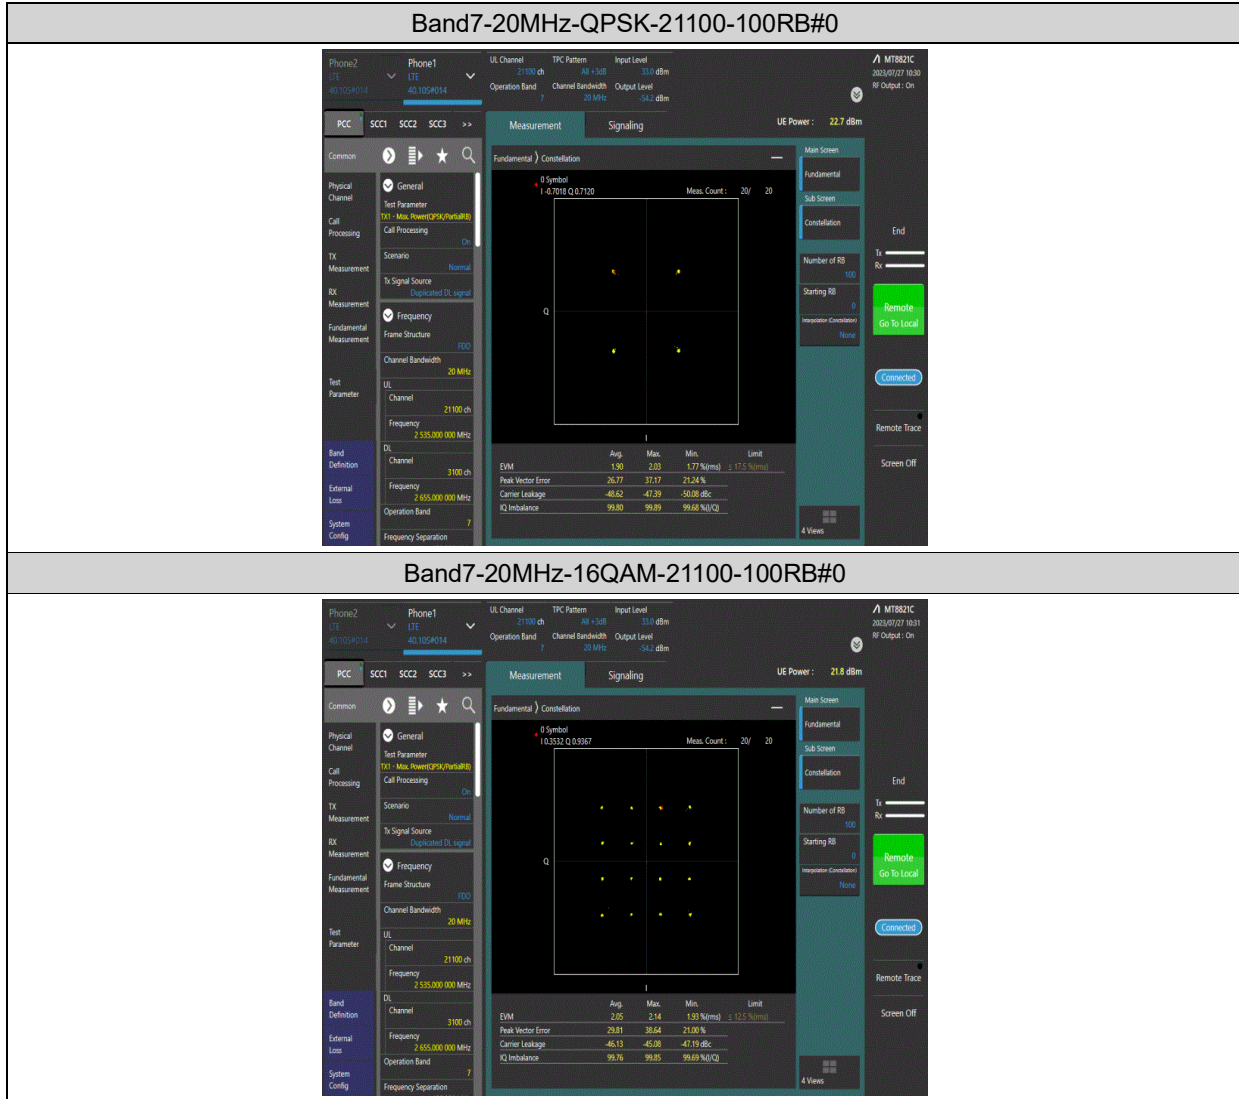 Band7-20MHz-QPSK-21100-100RB#0
Phone2
LTE
40.10S#014
Phone1
LTE
40.10S#014
UL Channel
21100 ch
TPC Pattern
All +3dB
Input Level
33.0 dBm
Operation Band
7
Channel Bandwidth
20 MHz
Output Level
-54.2 dBm
MT8821C
2023/07/27 10:30
RF Output : On
PCC SCC1 SCC2 SCC3 >>
Measurement
Signaling
UE Power : 22.7 dBm
Common
Physical
Channel
Call
Processing
TX
Measurement
RX
Measurement
Fundamental
Measurement
Test
Parameter
Band
Definition
External
Loss
System
Config
General
Test Parameter
TX1 - Max. Power(QPSK/PartialRB)
Call Processing
On
Scenario
Normal
Tx Signal Source
Duplicated DL signal
Frequency
Frame Structure
FDD
Channel Bandwidth
20 MHz
UL
Channel
21100 ch
Frequency
2 535.000 000 MHz
DL
Channel
3100 ch
Frequency
2 655.000 000 MHz
Operation Band
7
Frequency Separation
Fundamental Constellation
0 Symbol
I -0.7018 Q 0.7120
Meas. Count : 20/ 20
Q
I
Avg. Max. Min. Limit
EVM 1.90 2.03 1.77 %(rms) ≤ 17.5 %(rms)
Peak Vector Error 26.77 37.17 21.24 %
Carrier Leakage -48.62 -47.39 -50.08 dBc
IQ Imbalance 99.80 99.89 99.68 %(I/Q)
Main Screen
Fundamental
Sub Screen
Constellation
Number of RB
100
Starting RB
0
Interpolation (Constellation)
None
4 Views
End
Tx
Rx
Remote
Go To Local
Connected
Remote Trace
Screen Off
Band7-20MHz-16QAM-21100-100RB#0
Phone2
LTE
40.10S#014
Phone1
LTE
40.10S#014
UL Channel
21100 ch
TPC Pattern
All +3dB
Input Level
33.0 dBm
Operation Band
7
Channel Bandwidth
20 MHz
Output Level
-54.2 dBm
MT8821C
2023/07/27 10:31
RF Output : On
PCC SCC1 SCC2 SCC3 >>
Measurement
Signaling
UE Power : 21.8 dBm
Common
Physical
Channel
Call
Processing
TX
Measurement
RX
Measurement
Fundamental
Measurement
Test
Parameter
Band
Definition
External
Loss
System
Config
General
Test Parameter
TX1 - Max. Power(QPSK/PartialRB)
Call Processing
On
Scenario
Normal
Tx Signal Source
Duplicated DL signal
Frequency
Frame Structure
FDD
Channel Bandwidth
20 MHz
UL
Channel
21100 ch
Frequency
2 535.000 000 MHz
DL
Channel
3100 ch
Frequency
2 655.000 000 MHz
Operation Band
7
Frequency Separation
Fundamental Constellation
0 Symbol
I 0.3532 Q 0.9367
Meas. Count : 20/ 20
Q
I
Avg. Max. Min. Limit
EVM 2.05 2.14 1.93 %(rms) ≤ 12.5 %(rms)
Peak Vector Error 29.81 38.64 21.00 %
Carrier Leakage -46.13 -45.08 -47.19 dBc
IQ Imbalance 99.76 99.85 99.69 %(I/Q)
Main Screen
Fundamental
Sub Screen
Constellation
Number of RB
100
Starting RB
0
Interpolation (Constellation)
None
4 Views
End
Tx
Rx
Remote
Go To Local
Connected
Remote Trace
Screen Off